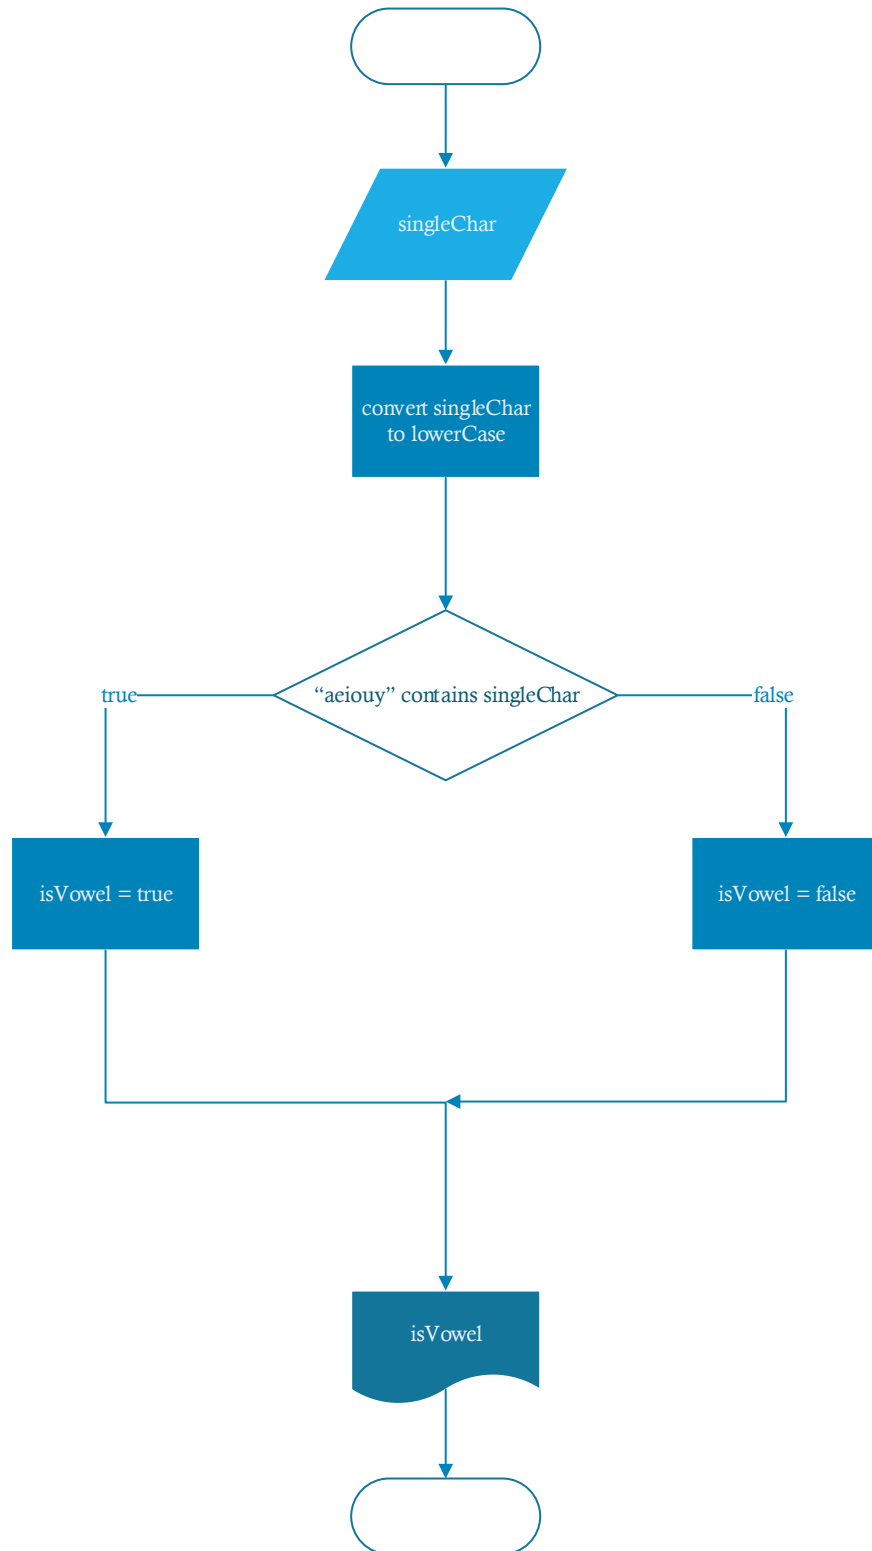 singleChar
convert singleChar
to lowerCase
“aeiouy” contains singleChar
true
false
isVowel = true
isVowel = false
isVowel